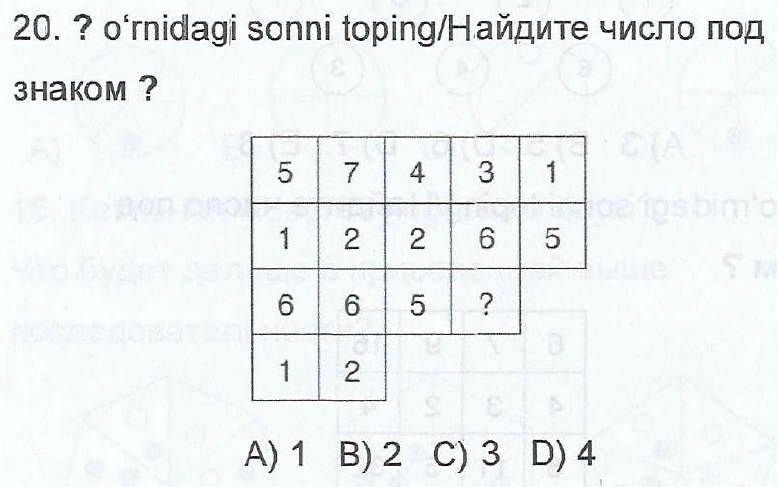 20. ? o‘rnidagi sonni toping/Найдите число под
знаком ?
5 7 4 3 1
1 2 2 6 5
6 6 5 ?
1 2
A) 1 B) 2 C) 3 D) 4